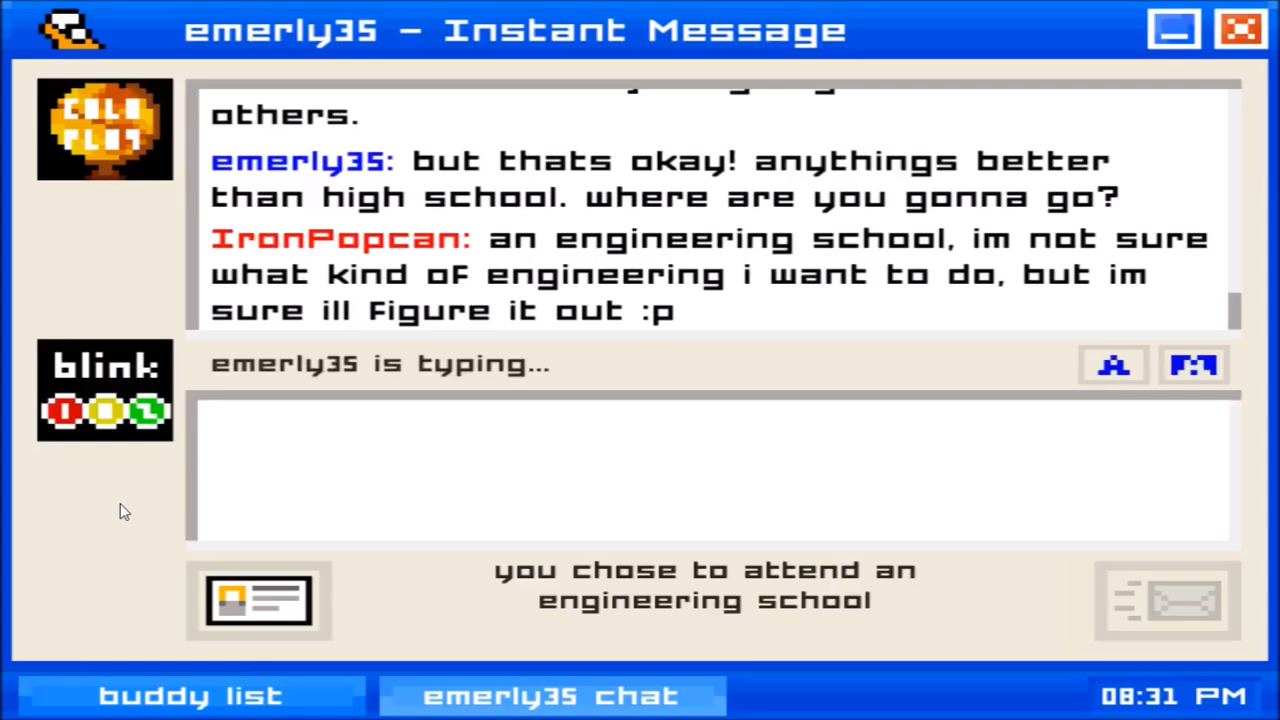 emerly35 - Instant Message
COLD
PLAY
others.
emerly35: but thats okay! anythings better
than high school. where are you gonna go?
IronPopcan: an engineering school, im not sure
what kind of engineering i want to do, but im
sure ill figure it out :p
blink
182
emerly35 is typing...
A
you chose to attend an
engineering school
buddy list
emerly35 chat
08:31 PM